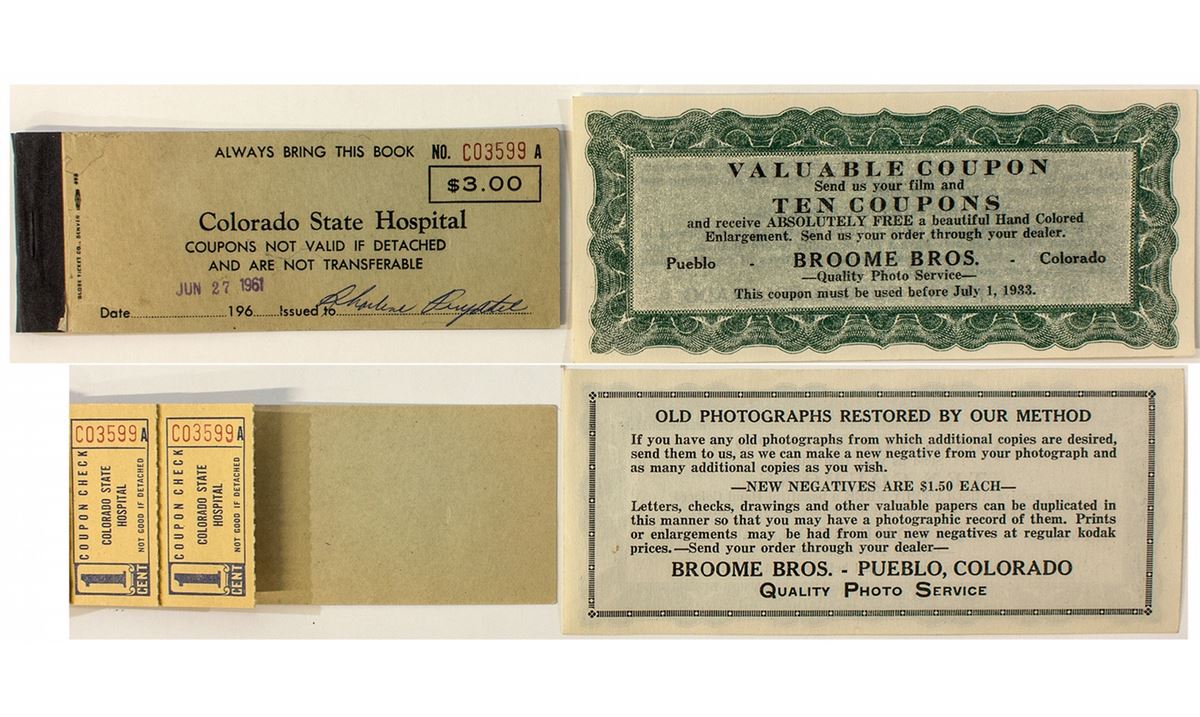 ALWAYS BRING THIS BOOK NO. C03599 A
$3.00
Colorado State Hospital
COUPONS NOT VALID IF DETACHED
AND ARE NOT TRANSFERABLE
JUN 27 1961
Date 196 Issued to Charlene
GLOBE TICKET CO., DENVER
VALUABLE COUPON
Send us your film and
TEN COUPONS
and receive ABSOLUTELY FREE a beautiful Hand Colored
Enlargement. Send us your order through your dealer.
Pueblo - BROOME BROS. - Colorado
—Quality Photo Service—
This coupon must be used before July 1, 1933.
C03599 A
COUPON CHECK
COLORADO STATE
HOSPITAL
NOT GOOD IF DETACHED
1 CENT
C03599 A
COUPON CHECK
COLORADO STATE
HOSPITAL
NOT GOOD IF DETACHED
1 CENT
OLD PHOTOGRAPHS RESTORED BY OUR METHOD
If you have any old photographs from which additional copies are desired,
send them to us, as we can make a new negative from your photograph and
as many additional copies as you wish.
—NEW NEGATIVES ARE $1.50 EACH—
Letters, checks, drawings and other valuable papers can be duplicated in
this manner so that you may have a photographic record of them. Prints
or enlargements may be had from our new negatives at regular kodak
prices.—Send your order through your dealer—
BROOME BROS. - PUEBLO, COLORADO
QUALITY PHOTO SERVICE